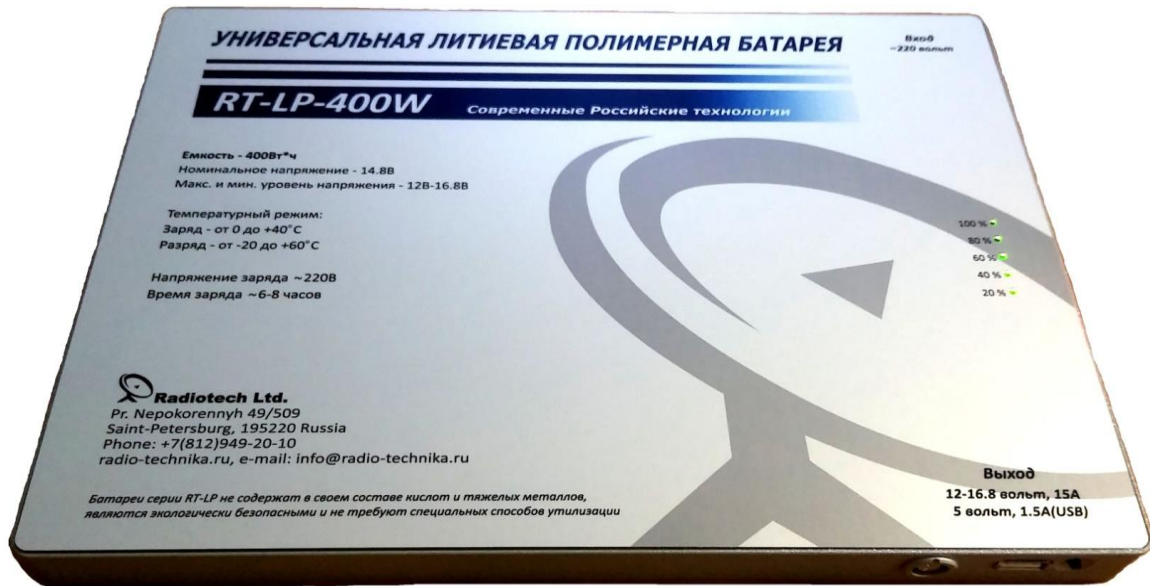 УНИВЕРСАЛЬНАЯ ЛИТИЕВАЯ ПОЛИМЕРНАЯ БАТАРЕЯ
Вход
~220 вольт
RT-LP-400W Современные Российские технологии
Емкость - 400Вт*ч
Номинальное напряжение - 14.8В
Макс. и мин. уровень напряжения - 12В-16.8В
Температурный режим:
Заряд - от 0 до +40°С
Разряд - от -20 до +60°С
Напряжение заряда ~220В
Время заряда ~6-8 часов
100 %
80 %
60 %
40 %
20 %
Radiotech Ltd.
Pr. Nepokorennyh 49/509
Saint-Petersburg, 195220 Russia
Phone: +7(812)949-20-10
radio-technika.ru, e-mail: info@radio-technika.ru
Батареи серии RT-LP не содержат в своем составе кислот и тяжелых металлов,
являются экологически безопасными и не требуют специальных способов утилизации
Выход
12-16.8 вольт, 15А
5 вольт, 1.5А(USB)